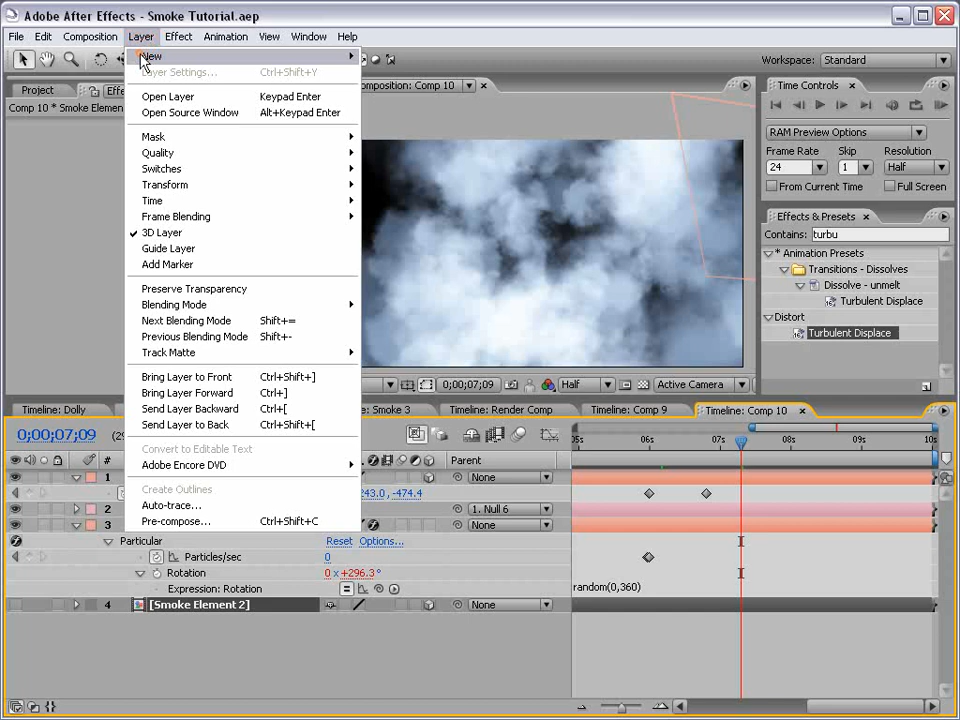 Adobe After Effects - Smoke Tutorial.aep
File Edit Composition Layer Effect Animation View Window Help
New
Layer Settings... Ctrl+Shift+Y
Open Layer Keypad Enter
Open Source Window Alt+Keypad Enter
Mask
Quality
Switches
Transform
Time
Frame Blending
3D Layer
Guide Layer
Add Marker
Preserve Transparency
Blending Mode
Next Blending Mode Shift+=
Previous Blending Mode Shift+-
Track Matte
Bring Layer to Front Ctrl+Shift+]
Bring Layer Forward Ctrl+]
Send Layer Backward Ctrl+[
Send Layer to Back Ctrl+Shift+[
Convert to Editable Text
Adobe Encore DVD
Create Outlines
Auto-trace...
Pre-compose... Ctrl+Shift+C
Workspace: Standard
Project Effe
Comp 10 * Smoke Elemen
omposition: Comp 10
Time Controls
RAM Preview Options
Frame Rate Skip Resolution
24 1 Half
From Current Time Full Screen
Effects & Presets
Contains: turbu
* Animation Presets
Transitions - Dissolves
Dissolve - unmelt
Turbulent Displace
Distort
Turbulent Displace
0;00;07;09 Half Active Camera
Timeline: Dolly Smoke 3 Timeline: Render Comp Timeline: Comp 9 Timeline: Comp 10
0;00;07;09 (29
05s 06s 07s 08s 09s 10s
# Parent
1 None
243.0, -474.4
2 1. Null 6
3 None
Particular Reset Options...
Particles/sec 0
Rotation 0 x+296.3°
Expression: Rotation random(0,360)
4 [Smoke Element 2] None